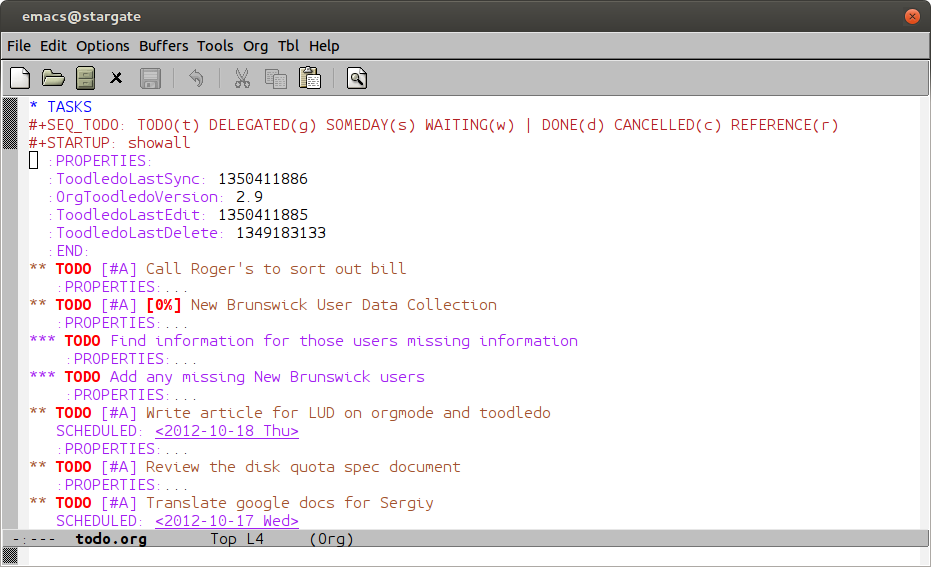 emacs@stargate
File Edit Options Buffers Tools Org Tbl Help
* TASKS
#+SEQ_TODO: TODO(t) DELEGATED(g) SOMEDAY(s) WAITING(w) | DONE(d) CANCELLED(c) REFERENCE(r)
#+STARTUP: showall
:PROPERTIES:
:ToodledoLastSync: 1350411886
:OrgToodledoVersion: 2.9
:ToodledoLastEdit: 1350411885
:ToodledoLastDelete: 1349183133
:END:
** TODO [#A] Call Roger's to sort out bill
:PROPERTIES:...
** TODO [#A] [0%] New Brunswick User Data Collection
:PROPERTIES:...
*** TODO Find information for those users missing information
:PROPERTIES:...
*** TODO Add any missing New Brunswick users
:PROPERTIES:...
** TODO [#A] Write article for LUD on orgmode and toodledo
SCHEDULED: <2012-10-18 Thu>
:PROPERTIES:...
** TODO [#A] Review the disk quota spec document
:PROPERTIES:...
** TODO [#A] Translate google docs for Sergiy
SCHEDULED: <2012-10-17 Wed>
-:--- todo.org Top L4 (Org)